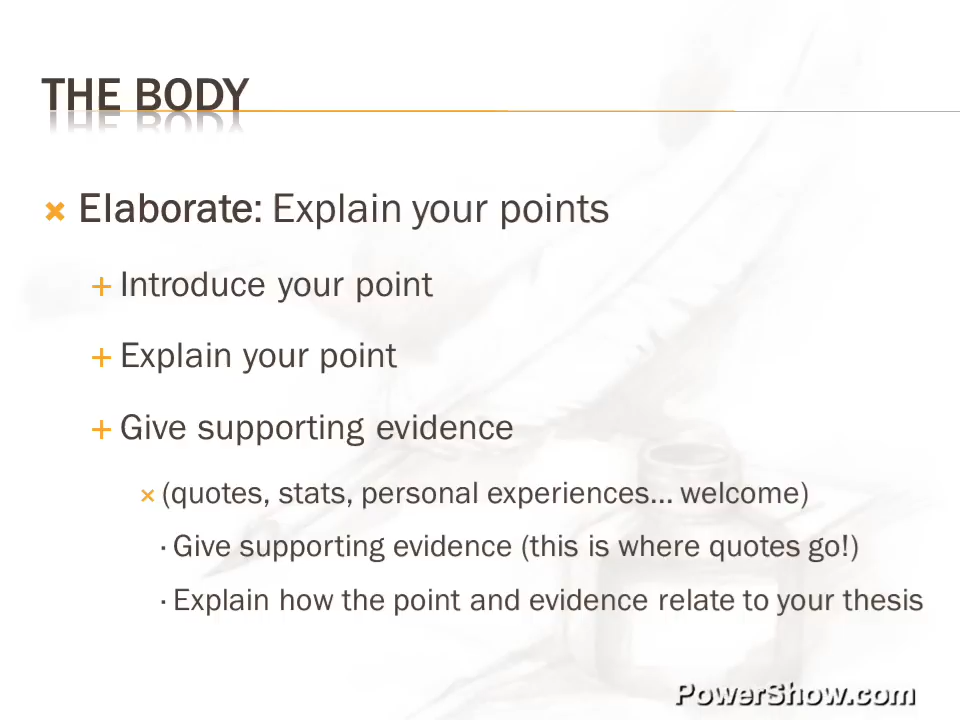 THE BODY
Elaborate: Explain your points
Introduce your point
Explain your point
Give supporting evidence
(quotes, stats, personal experiences... welcome)
· Give supporting evidence (this is where quotes go!)
· Explain how the point and evidence relate to your thesis
PowerShow.com